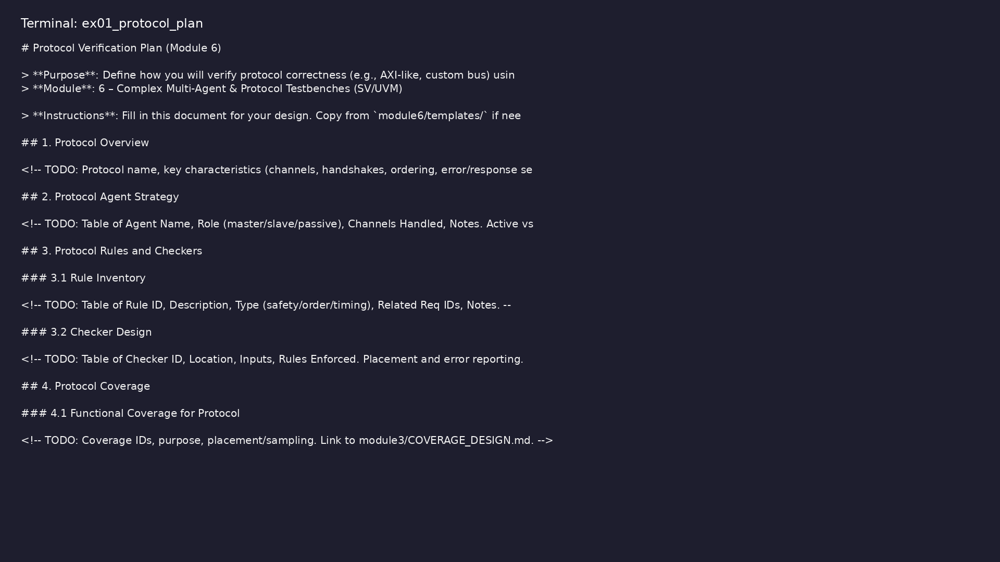 Terminal: ex01_protocol_plan
# Protocol Verification Plan (Module 6)
> **Purpose**: Define how you will verify protocol correctness (e.g., AXI-like, custom bus) usin
> **Module**: 6 – Complex Multi-Agent & Protocol Testbenches (SV/UVM)
> **Instructions**: Fill in this document for your design. Copy from `module6/templates/` if nee
## 1. Protocol Overview
<!-- TODO: Protocol name, key characteristics (channels, handshakes, ordering, error/response se
## 2. Protocol Agent Strategy
<!-- TODO: Table of Agent Name, Role (master/slave/passive), Channels Handled, Notes. Active vs
## 3. Protocol Rules and Checkers
### 3.1 Rule Inventory
<!-- TODO: Table of Rule ID, Description, Type (safety/order/timing), Related Req IDs, Notes. --
### 3.2 Checker Design
<!-- TODO: Table of Checker ID, Location, Inputs, Rules Enforced. Placement and error reporting.
## 4. Protocol Coverage
### 4.1 Functional Coverage for Protocol
<!-- TODO: Coverage IDs, purpose, placement/sampling. Link to module3/COVERAGE_DESIGN.md. -->